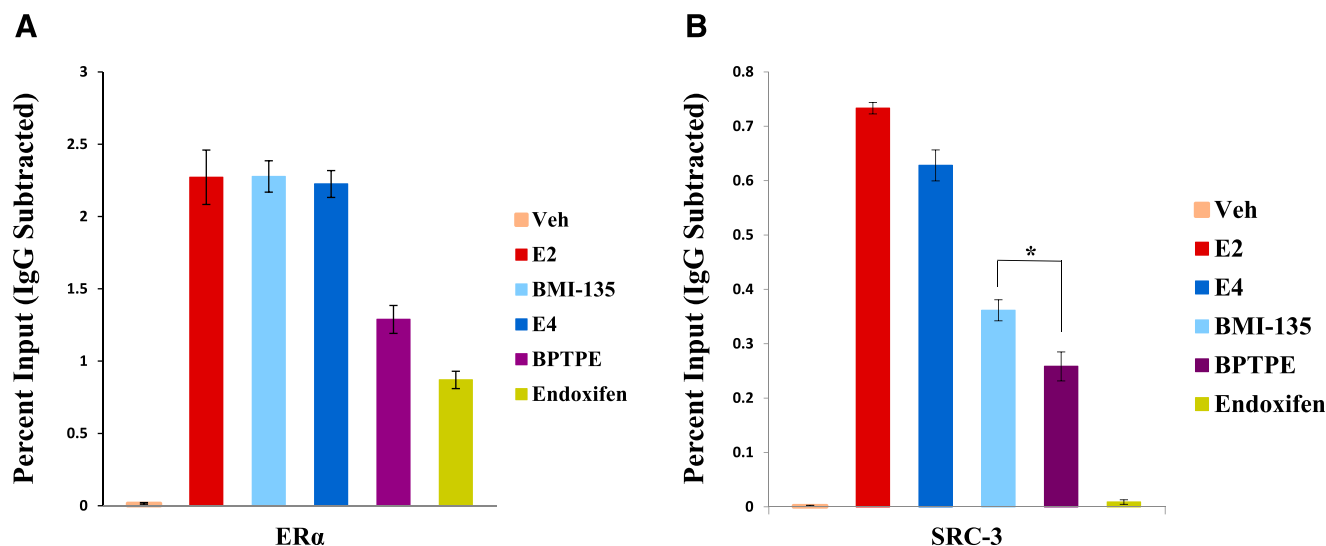 A
Percent Input (IgG Subtracted)
3
2.5
2
1.5
1
0.5
0
ERα
Veh
E2
BMI-135
E4
BPTPE
Endoxifen
B
Percent Input (IgG Subtracted)
0.8
0.7
0.6
0.5
0.4
0.3
0.2
0.1
0
*
SRC-3
Veh
E2
E4
BMI-135
BPTPE
Endoxifen